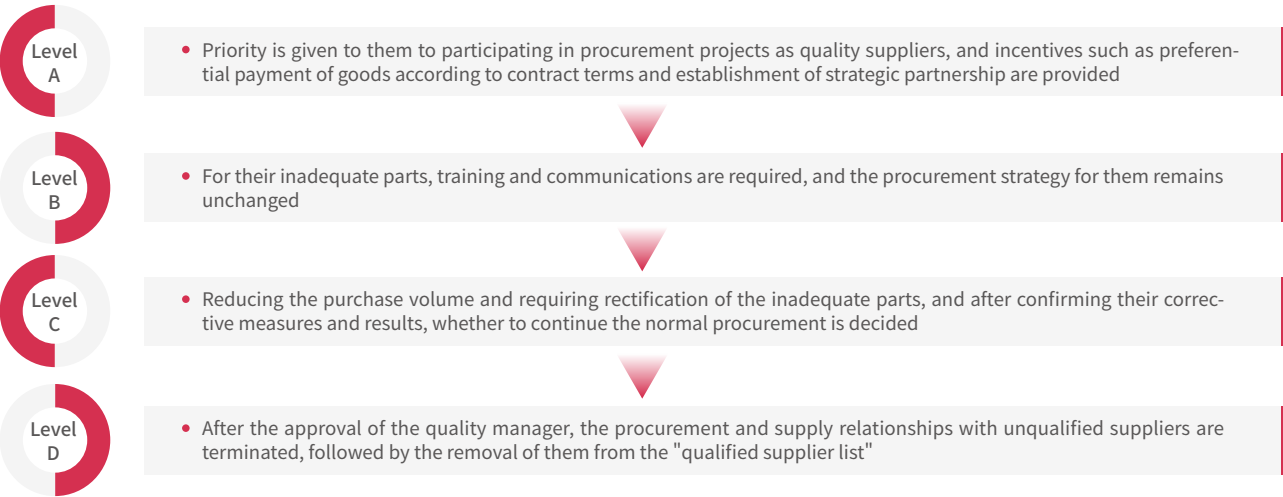 Level
A
• Priority is given to them to participating in procurement projects as quality suppliers, and incentives such as preferen-
tial payment of goods according to contract terms and establishment of strategic partnership are provided
Level
B
• For their inadequate parts, training and communications are required, and the procurement strategy for them remains
unchanged
Level
C
• Reducing the purchase volume and requiring rectification of the inadequate parts, and after confirming their correc-
tive measures and results, whether to continue the normal procurement is decided
Level
D
• After the approval of the quality manager, the procurement and supply relationships with unqualified suppliers are
terminated, followed by the removal of them from the "qualified supplier list"